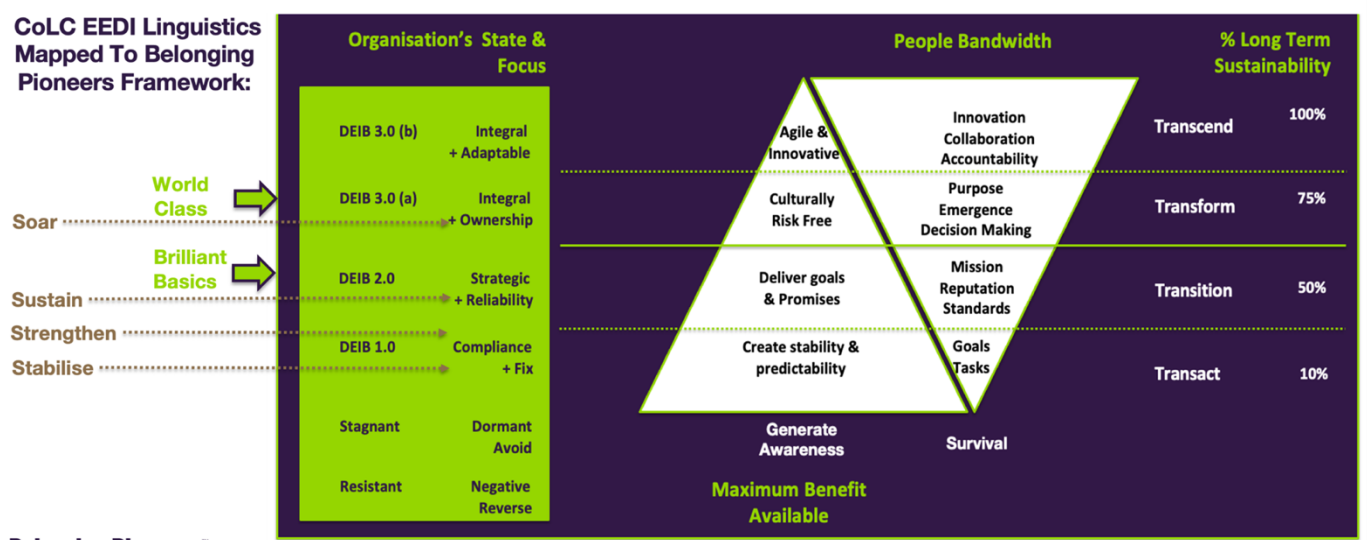 CoLC EEDI Linguistics
Mapped To Belonging
Pioneers Framework:
World
Class
Soar
Brilliant
Basics
Sustain
Strengthen
Stabilise
Organisation's State &
Focus
DEIB 3.0 (b)
Integral
+ Adaptable
DEIB 3.0 (a)
Integral
+ Ownership
DEIB 2.0
Strategic
+ Reliability
DEIB 1.0
Compliance
+ Fix
Stagnant
Dormant
Avoid
Resistant
Negative
Reverse
People Bandwidth
Agile &
Innovative
Innovation
Collaboration
Accountability
Culturally
Risk Free
Purpose
Emergence
Decision Making
Deliver goals
& Promises
Mission
Reputation
Standards
Create stability &
predictability
Goals
Tasks
Generate
Awareness
Survival
Maximum Benefit
Available
% Long Term
Sustainability
Transcend
100%
Transform
75%
Transition
50%
Transact
10%